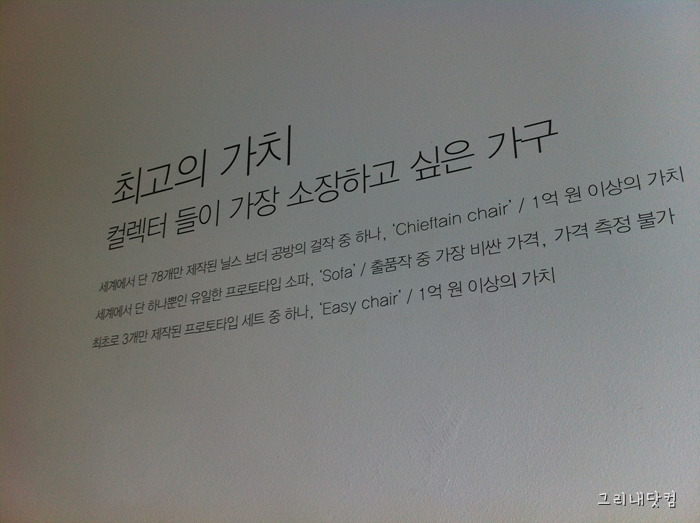 최고의 가치
컬렉터 들이 가장 소장하고 싶은 가구
세계에서 단 78개만 제작된 닐스 보더 공방의 걸작 중 하나, ‘Chieftain chair’ / 1억 원 이상의 가치
세계에서 단 하나뿐인 유일한 프로토타입 소파, ‘Sofa’ / 출품작 중 가장 비싼 가격, 가격 측정 불가
최초로 3개만 제작된 프로토타입 세트 중 하나, ‘Easy chair’ / 1억 원 이상의 가치
그리내닷컴